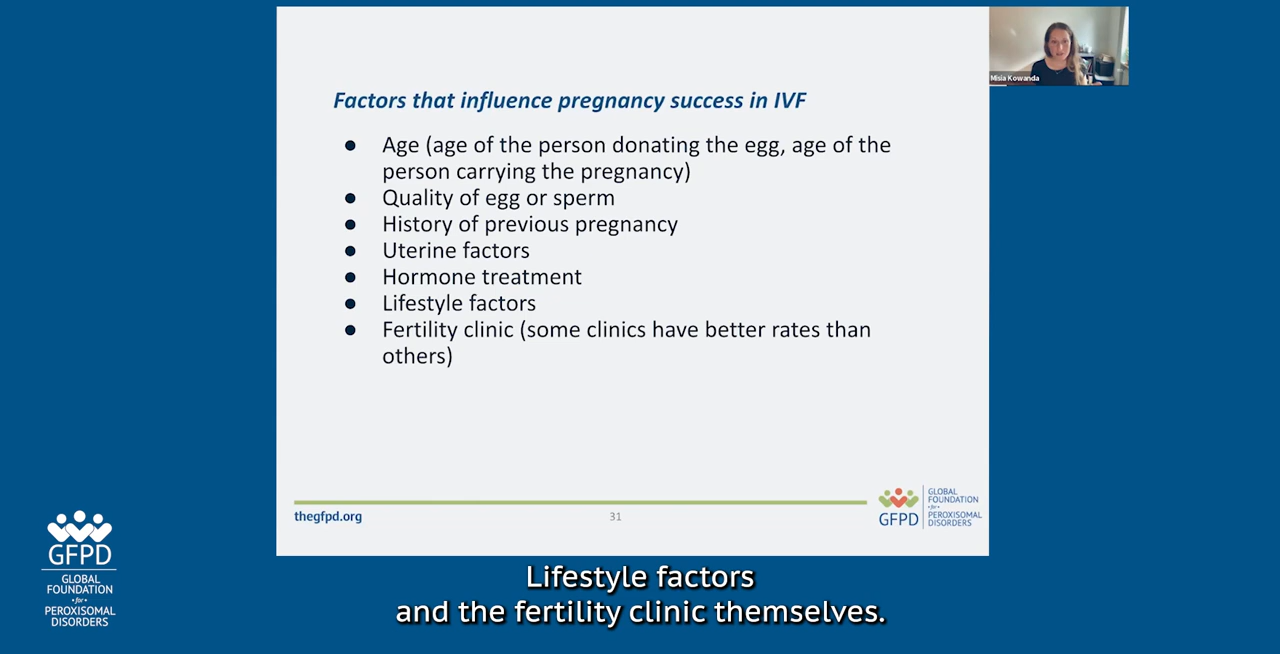 Misia Kowanda
Factors that influence pregnancy success in IVF
● Age (age of the person donating the egg, age of the
person carrying the pregnancy)
● Quality of egg or sperm
● History of previous pregnancy
● Uterine factors
● Hormone treatment
● Lifestyle factors
● Fertility clinic (some clinics have better rates than
others)
thegfpd.org
31
GFPD
GLOBAL
FOUNDATION
•for•
PEROXISOMAL
DISORDERS
GFPD
GLOBAL
FOUNDATION
•for•
PEROXISOMAL
DISORDERS
Lifestyle factors
and the fertility clinic themselves.